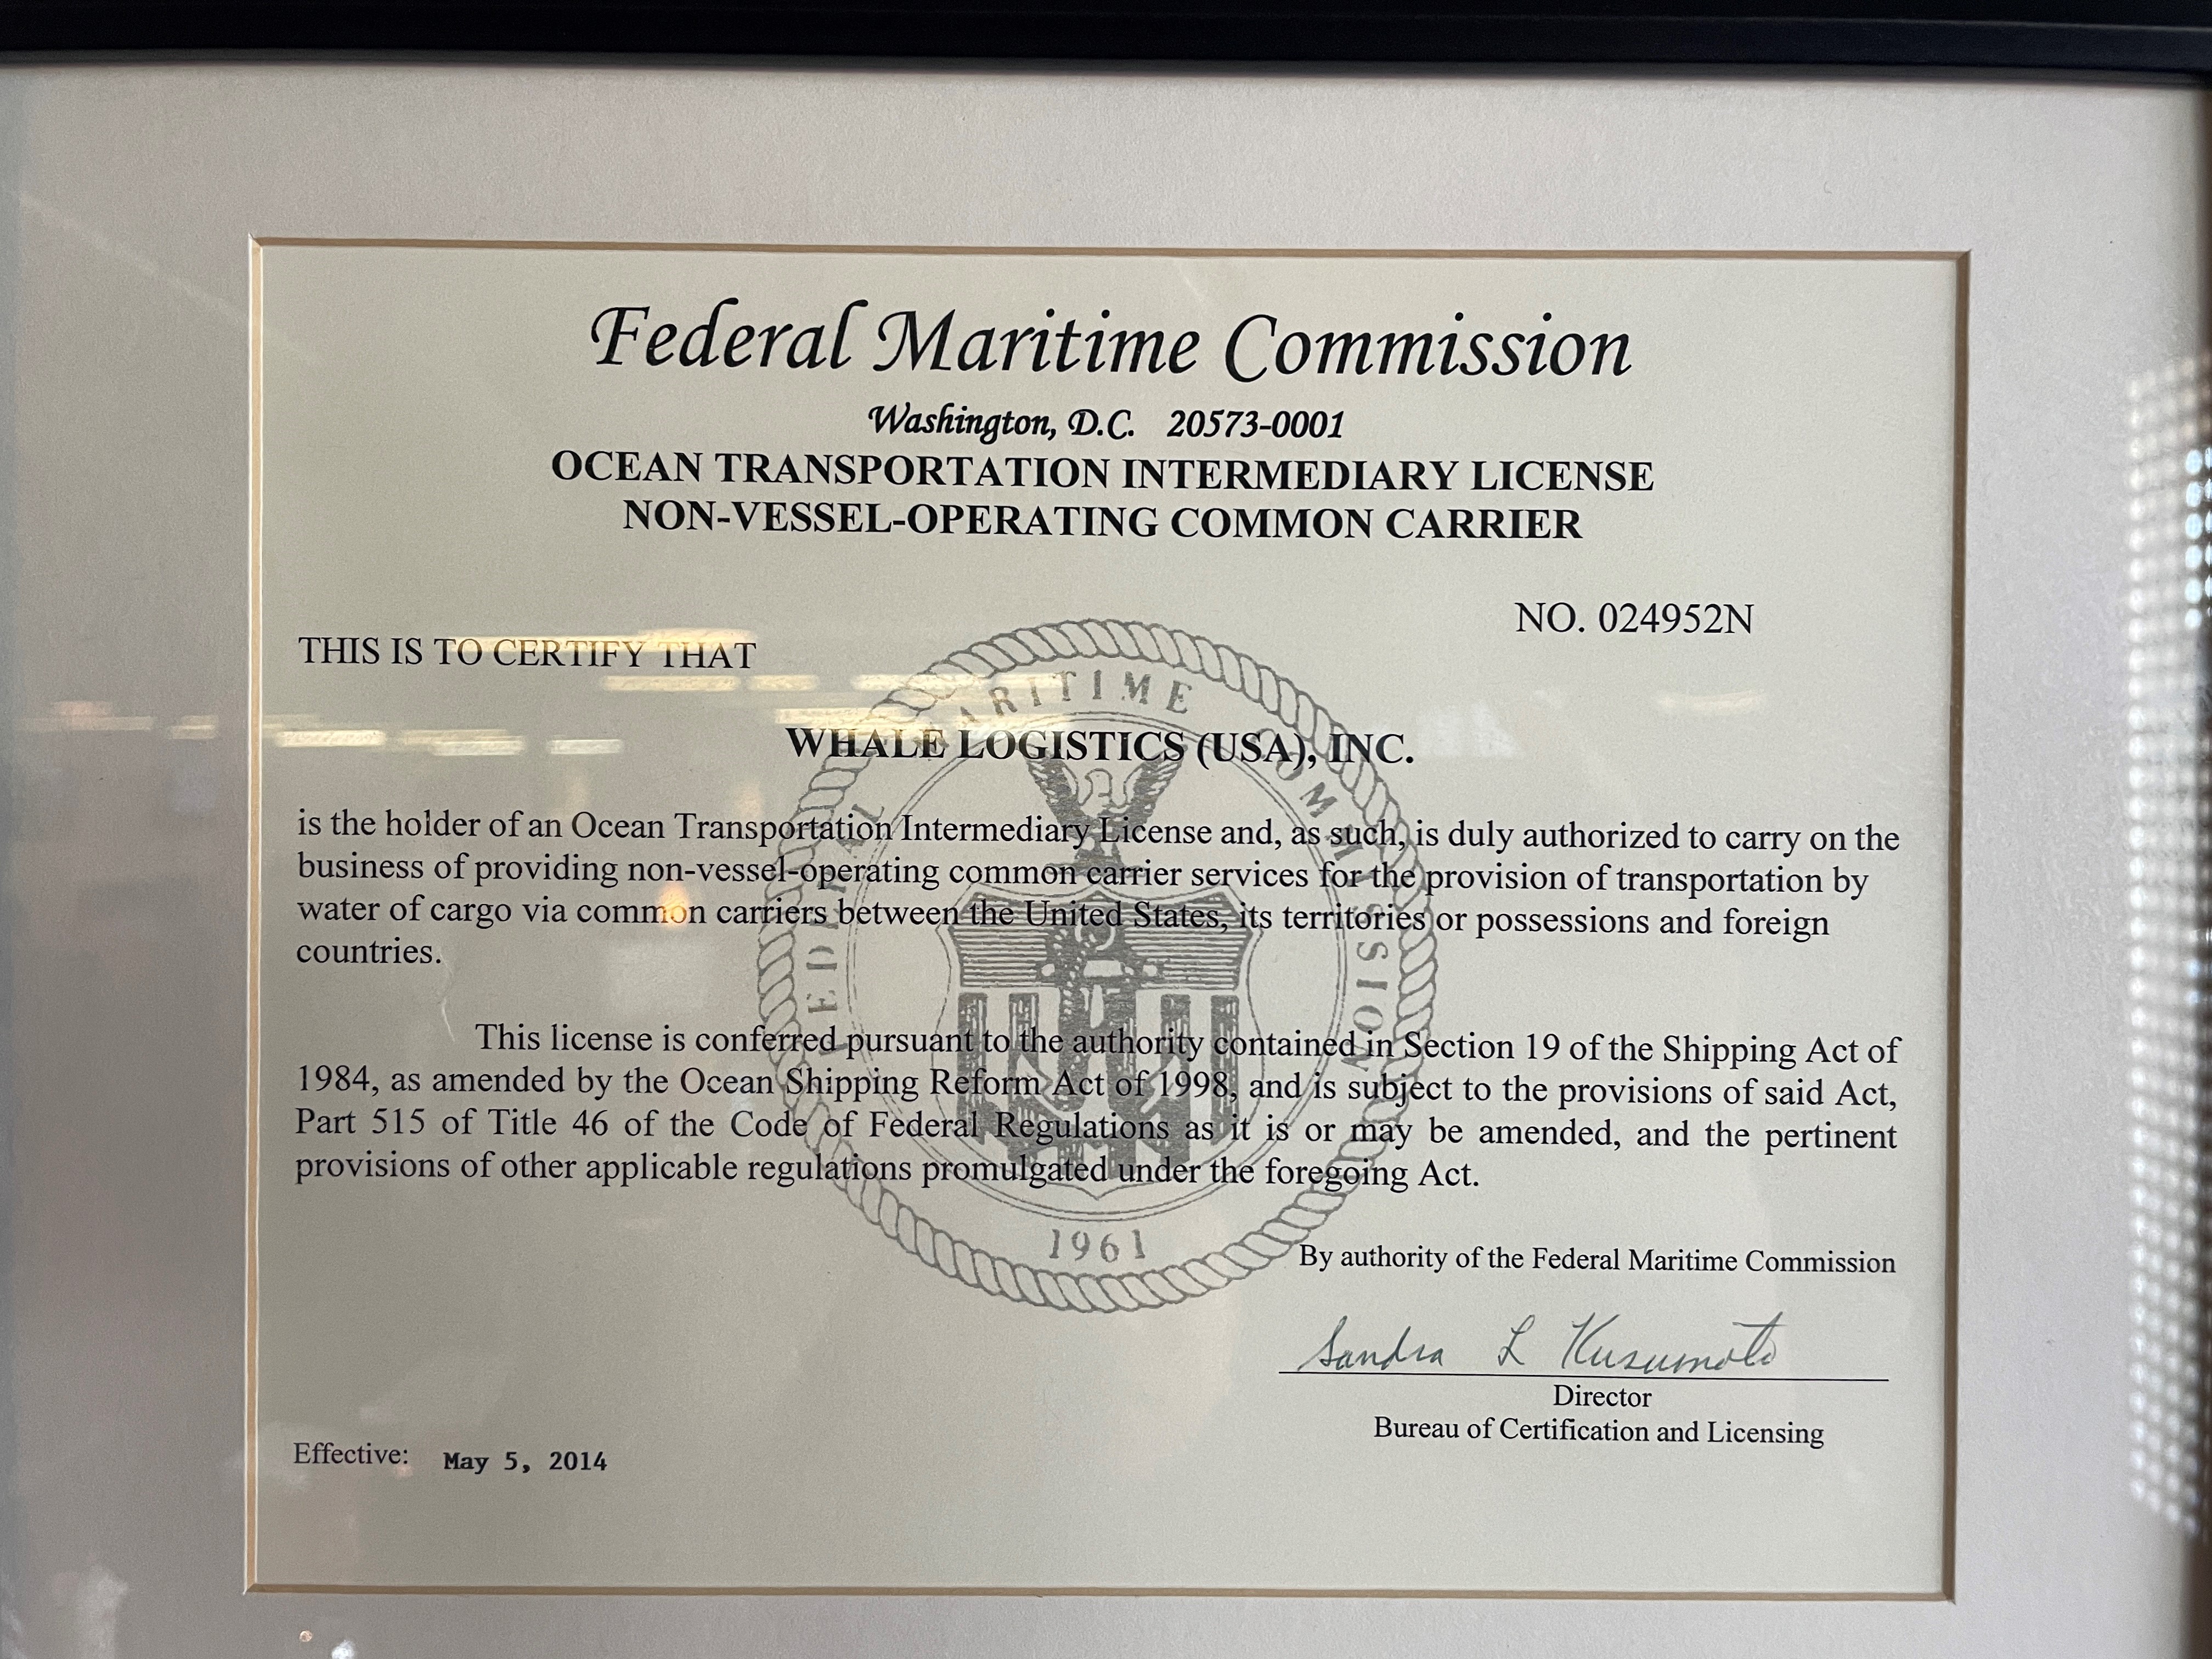 Federal Maritime Commission
Washington, D.C. 20573-0001
OCEAN TRANSPORTATION INTERMEDIARY LICENSE
NON-VESSEL-OPERATING COMMON CARRIER
NO. 024952N
THIS IS TO CERTIFY THAT
WHALE LOGISTICS (USA), INC.
is the holder of an Ocean Transportation Intermediary License and, as such, is duly authorized to carry on the
business of providing non-vessel-operating common carrier services for the provision of transportation by
water of cargo via common carriers between the United States, its territories or possessions and foreign
countries.
This license is conferred pursuant to the authority contained in Section 19 of the Shipping Act of
1984, as amended by the Ocean Shipping Reform Act of 1998, and is subject to the provisions of said Act,
Part 515 of Title 46 of the Code of Federal Regulations as it is or may be amended, and the pertinent
provisions of other applicable regulations promulgated under the foregoing Act.
FEDERAL MARITIME COMMISSION
1961
By authority of the Federal Maritime Commission
Sandra L Kusumoto
Director
Bureau of Certification and Licensing
Effective: May 5, 2014